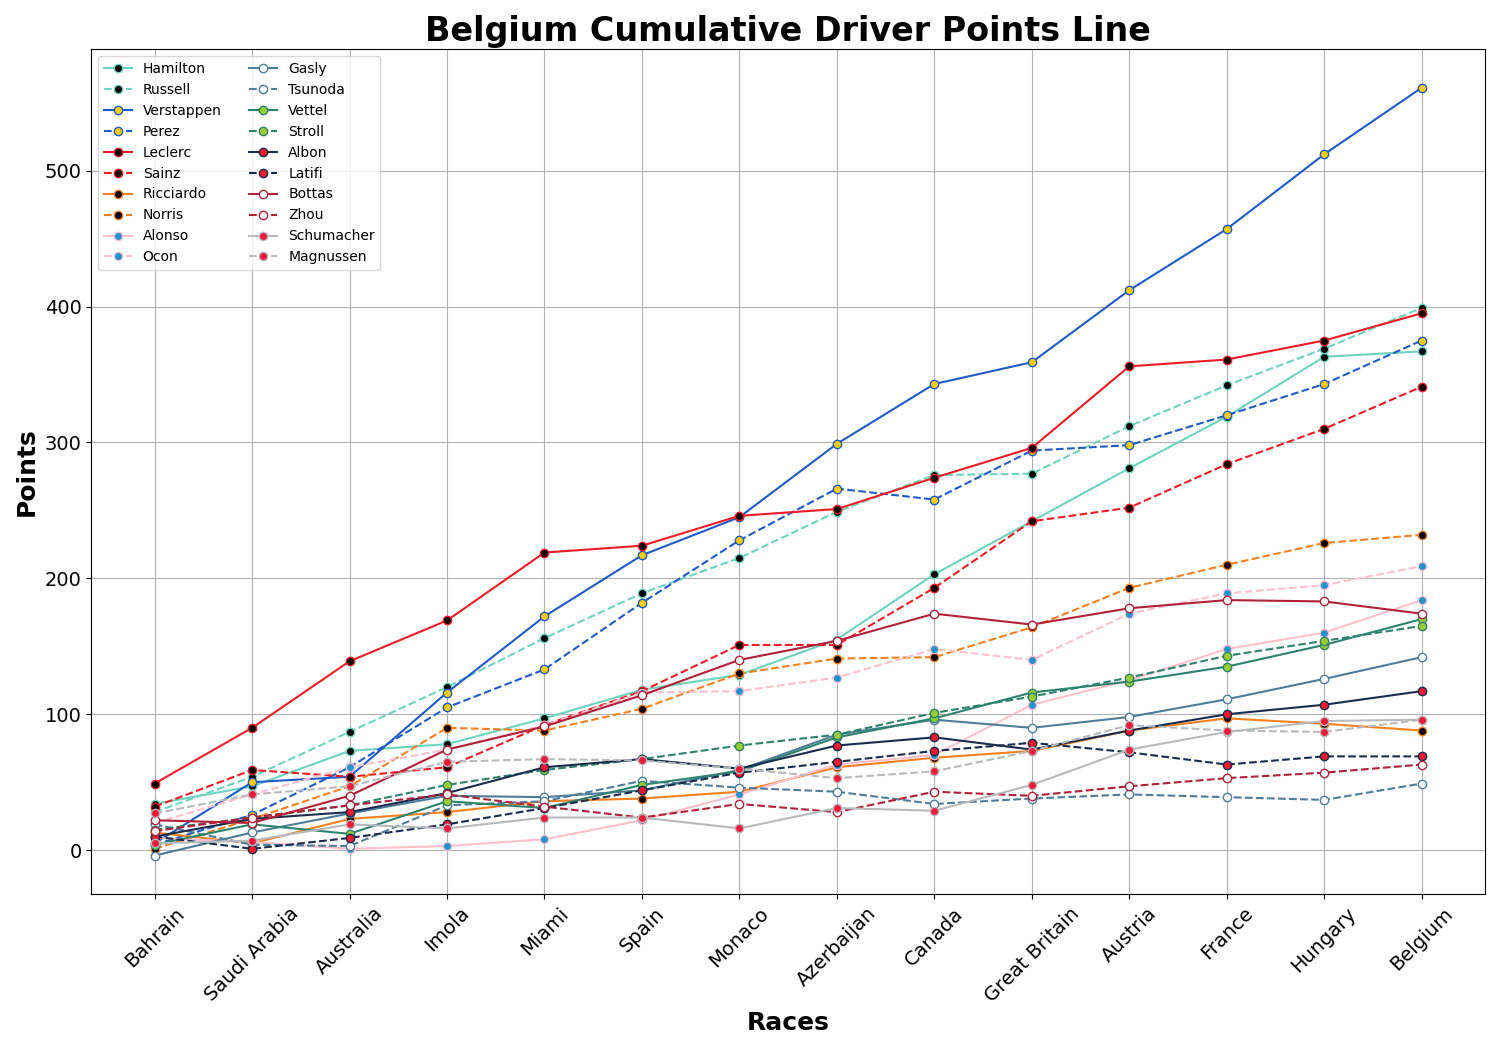 Belgium Cumulative Driver Points Line
Hamilton
Russell
Verstappen
Perez
Leclerc
Sainz
Ricciardo
Norris
Alonso
Ocon
Gasly
Tsunoda
Vettel
Stroll
Albon
Latifi
Bottas
Zhou
Schumacher
Magnussen
Points
500
400
300
200
100
0
Bahrain
Saudi Arabia
Australia
Imola
Miami
Spain
Monaco
Azerbaijan
Canada
Great Britain
Austria
France
Hungary
Belgium
Races